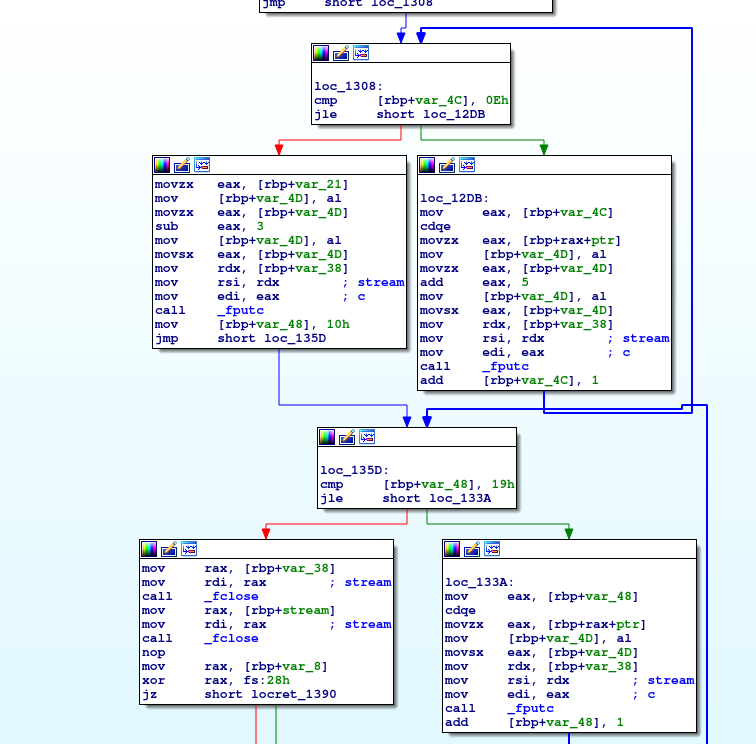 jmp short loc_1308
loc_1308:
cmp [rbp+var_4C], 0Eh
jle short loc_12DB
movzx eax, [rbp+var_21]
mov [rbp+var_4D], al
movzx eax, [rbp+var_4D]
sub eax, 3
mov [rbp+var_4D], al
movsx eax, [rbp+var_4D]
mov rdx, [rbp+var_38]
mov rsi, rdx ; stream
mov edi, eax ; c
call _fputc
mov [rbp+var_48], 10h
jmp short loc_135D
loc_12DB:
mov eax, [rbp+var_4C]
cdqe
movzx eax, [rbp+rax+ptr]
mov [rbp+var_4D], al
movzx eax, [rbp+var_4D]
add eax, 5
mov [rbp+var_4D], al
movsx eax, [rbp+var_4D]
mov rdx, [rbp+var_38]
mov rsi, rdx ; stream
mov edi, eax ; c
call _fputc
add [rbp+var_4C], 1
loc_135D:
cmp [rbp+var_48], 19h
jle short loc_133A
mov rax, [rbp+var_38]
mov rdi, rax ; stream
call _fclose
mov rax, [rbp+stream]
mov rdi, rax ; stream
call _fclose
nop
mov rax, [rbp+var_8]
xor rax, fs:28h
jz short locret_1390
loc_133A:
mov eax, [rbp+var_48]
cdqe
movzx eax, [rbp+rax+ptr]
mov [rbp+var_4D], al
movsx eax, [rbp+var_4D]
mov rdx, [rbp+var_38]
mov rsi, rdx ; stream
mov edi, eax ; c
call _fputc
add [rbp+var_48], 1